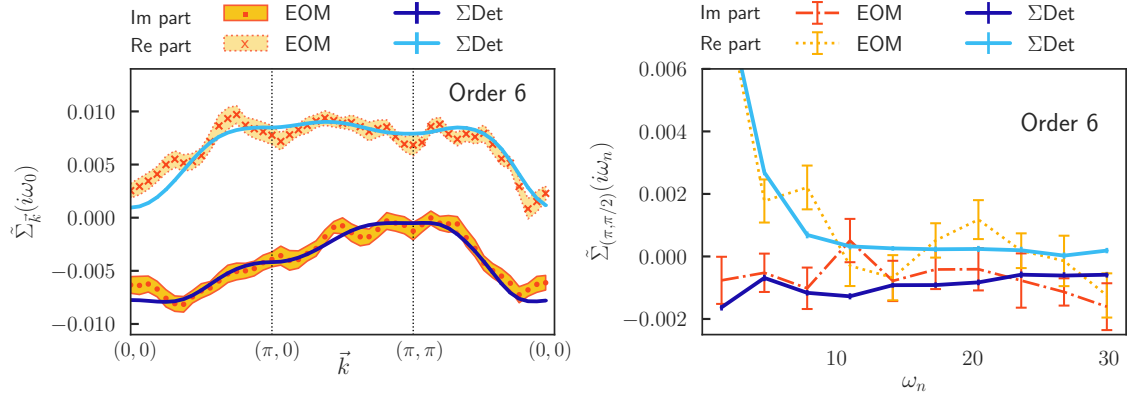 Im part EOM ΣDet
Re part EOM ΣDet
Order 6
0.010
0.005
0.000
−0.005
−0.010
Σ̃_k⃗(iω₀)
(0, 0) (π, 0) (π, π) (0, 0)
k⃗
Im part EOM ΣDet
Re part EOM ΣDet
Order 6
0.006
0.004
0.002
0.000
−0.002
Σ̃_(π,π/2)(iωₙ)
10 20 30
ωₙ